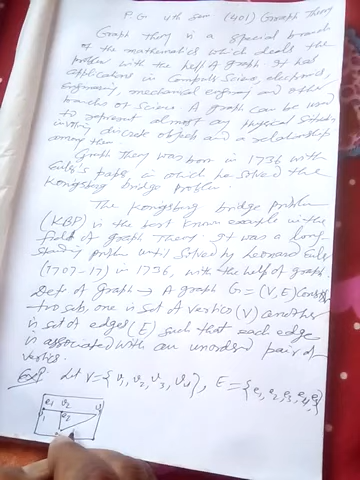 P.G 4th Sem (401) Graph Theory
Graph Theory is a special branch
of the mathematics which deals the
problem with the help A graph It has
applications in Computer Science, electronics,
Engineering, mechanical engineering and other
branches of Science. A graph can be used
to represent almost any physical
involving discrete objects and a relationship
among them.
Graph Theory was born in 1736 with
Euler's paper in which he solved the
Konigsberg bridge problem.
The Konigsberg bridge problem
(KBP) is the best known example in the
field of graph Theory. It was a long
standing problem until solved by Leonard Euler
(1707-17) in 1736, with the help of graph.
Def A Graph → A graph G=(V,E) consists
two sets, one is set of vertices (V) another
is set of edges (E) such that each edge
is associated with an unordered pair of
vertices.
Exp: Let V={v1, v2, v3, v4}, E={e1, e2, e3, e4, e5}
e1 v2
e2